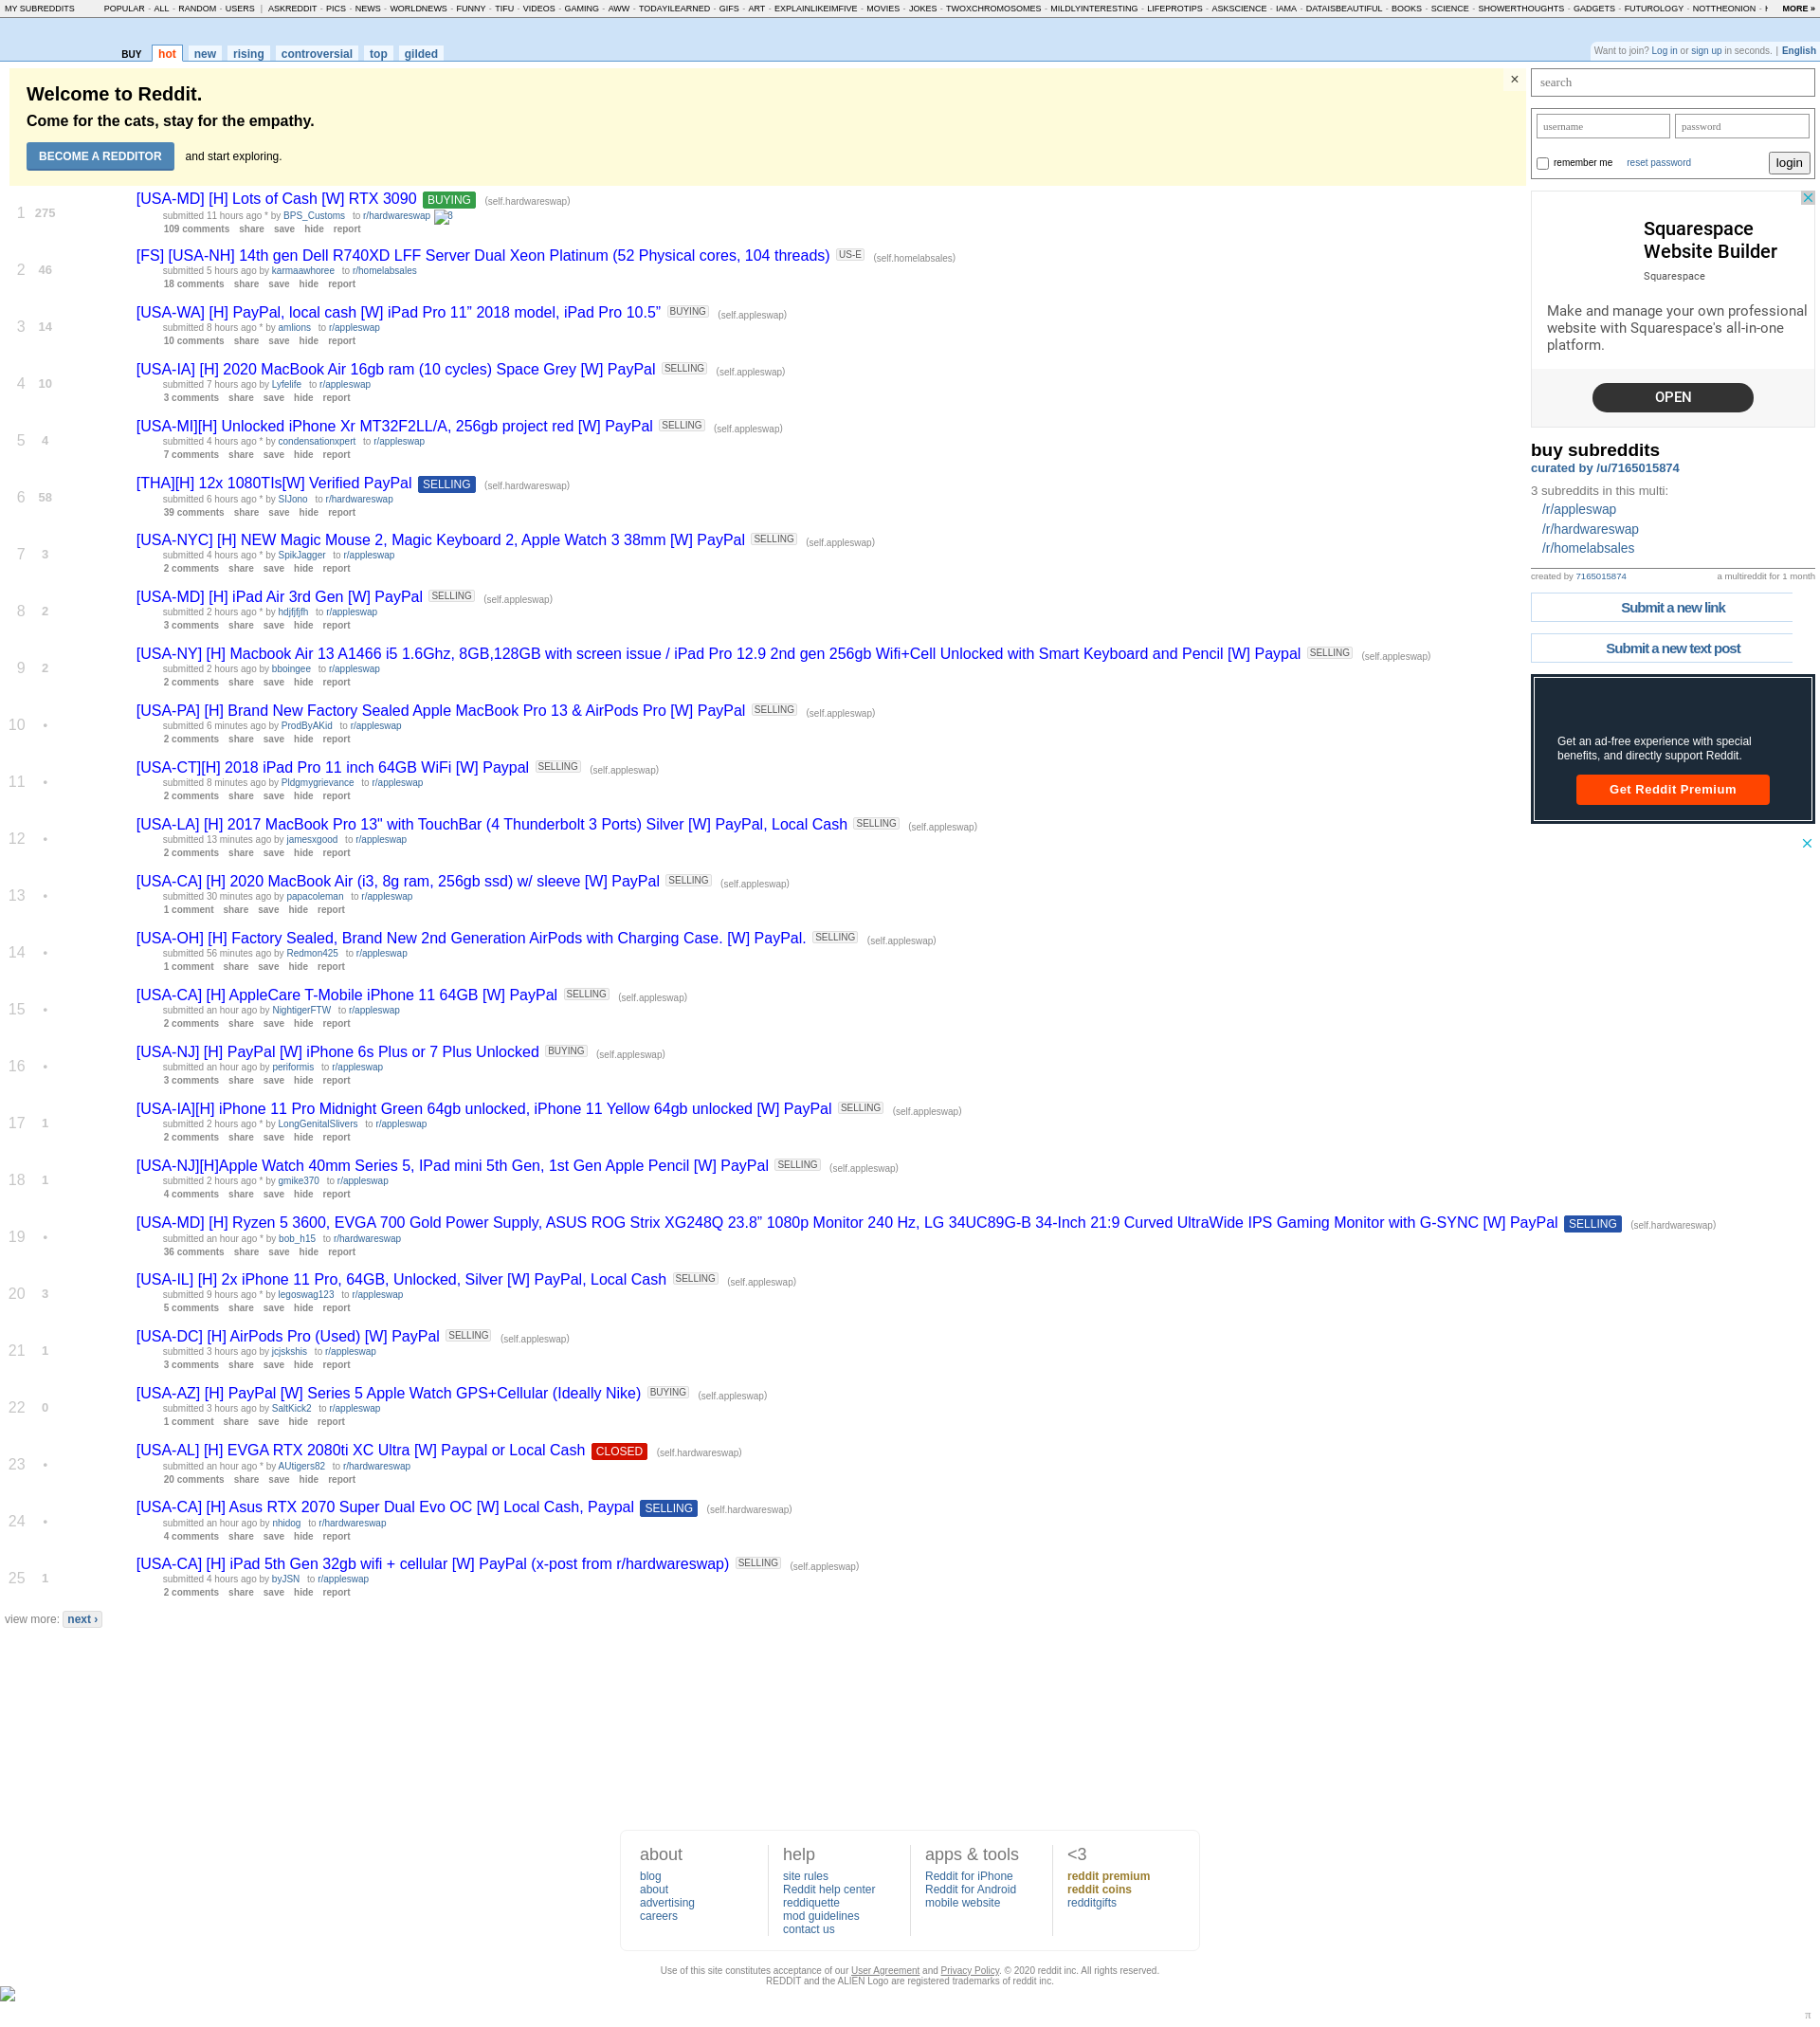 MY SUBREDDITS POPULAR - ALL - RANDOM - USERS | ASKREDDIT - PICS - NEWS - WORLDNEWS - FUNNY - TIFU - VIDEOS - GAMING - AWW - TODAYILEARNED - GIFS - ART - EXPLAINLIKEIMFIVE - MOVIES - JOKES - TWOXCHROMOSOMES - MILDLYINTERESTING - LIFEPROTIPS - ASKSCIENCE - IAMA - DATAISBEAUTIFUL - BOOKS - SCIENCE - SHOWERTHOUGHTS - GADGETS - FUTUROLOGY - NOTTHEONION - MORE »
BUY hot new rising controversial top gilded
Want to join? Log in or sign up in seconds. | English
Welcome to Reddit.
Come for the cats, stay for the empathy.
BECOME A REDDITOR and start exploring.
×
1 275 [USA-MD] [H] Lots of Cash [W] RTX 3090 BUYING (self.hardwareswap)
submitted 11 hours ago * by BPS_Customs to r/hardwareswap 8
109 comments share save hide report
2 46 [FS] [USA-NH] 14th gen Dell R740XD LFF Server Dual Xeon Platinum (52 Physical cores, 104 threads) US-E (self.homelabsales)
submitted 5 hours ago by karmaawhoree to r/homelabsales
18 comments share save hide report
3 14 [USA-WA] [H] PayPal, local cash [W] iPad Pro 11” 2018 model, iPad Pro 10.5” BUYING (self.appleswap)
submitted 8 hours ago * by amlions to r/appleswap
10 comments share save hide report
4 10 [USA-IA] [H] 2020 MacBook Air 16gb ram (10 cycles) Space Grey [W] PayPal SELLING (self.appleswap)
submitted 7 hours ago by Lyfelife to r/appleswap
3 comments share save hide report
5 4 [USA-MI][H] Unlocked iPhone Xr MT32F2LL/A, 256gb project red [W] PayPal SELLING (self.appleswap)
submitted 4 hours ago * by condensationxpert to r/appleswap
7 comments share save hide report
6 58 [THA][H] 12x 1080TIs[W] Verified PayPal SELLING (self.hardwareswap)
submitted 6 hours ago * by SIJono to r/hardwareswap
39 comments share save hide report
7 3 [USA-NYC] [H] NEW Magic Mouse 2, Magic Keyboard 2, Apple Watch 3 38mm [W] PayPal SELLING (self.appleswap)
submitted 4 hours ago * by SpikJagger to r/appleswap
2 comments share save hide report
8 2 [USA-MD] [H] iPad Air 3rd Gen [W] PayPal SELLING (self.appleswap)
submitted 2 hours ago * by hdjfjfjfh to r/appleswap
3 comments share save hide report
9 2 [USA-NY] [H] Macbook Air 13 A1466 i5 1.6Ghz, 8GB,128GB with screen issue / iPad Pro 12.9 2nd gen 256gb Wifi+Cell Unlocked with Smart Keyboard and Pencil [W] Paypal SELLING (self.appleswap)
submitted 2 hours ago by bboingee to r/appleswap
2 comments share save hide report
10 • [USA-PA] [H] Brand New Factory Sealed Apple MacBook Pro 13 & AirPods Pro [W] PayPal SELLING (self.appleswap)
submitted 6 minutes ago by ProdByAKid to r/appleswap
2 comments share save hide report
11 • [USA-CT][H] 2018 iPad Pro 11 inch 64GB WiFi [W] Paypal SELLING (self.appleswap)
submitted 8 minutes ago by Pldgmygrievance to r/appleswap
2 comments share save hide report
12 • [USA-LA] [H] 2017 MacBook Pro 13" with TouchBar (4 Thunderbolt 3 Ports) Silver [W] PayPal, Local Cash SELLING (self.appleswap)
submitted 13 minutes ago by jamesxgood to r/appleswap
2 comments share save hide report
13 • [USA-CA] [H] 2020 MacBook Air (i3, 8g ram, 256gb ssd) w/ sleeve [W] PayPal SELLING (self.appleswap)
submitted 30 minutes ago by papacoleman to r/appleswap
1 comment share save hide report
14 • [USA-OH] [H] Factory Sealed, Brand New 2nd Generation AirPods with Charging Case. [W] PayPal. SELLING (self.appleswap)
submitted 56 minutes ago by Redmon425 to r/appleswap
1 comment share save hide report
15 • [USA-CA] [H] AppleCare T-Mobile iPhone 11 64GB [W] PayPal SELLING (self.appleswap)
submitted an hour ago by NightigerFTW to r/appleswap
2 comments share save hide report
16 • [USA-NJ] [H] PayPal [W] iPhone 6s Plus or 7 Plus Unlocked BUYING (self.appleswap)
submitted an hour ago by periformis to r/appleswap
3 comments share save hide report
17 1 [USA-IA][H] iPhone 11 Pro Midnight Green 64gb unlocked, iPhone 11 Yellow 64gb unlocked [W] PayPal SELLING (self.appleswap)
submitted 2 hours ago * by LongGenitalSlivers to r/appleswap
2 comments share save hide report
18 1 [USA-NJ][H]Apple Watch 40mm Series 5, IPad mini 5th Gen, 1st Gen Apple Pencil [W] PayPal SELLING (self.appleswap)
submitted 2 hours ago * by gmike370 to r/appleswap
4 comments share save hide report
19 • [USA-MD] [H] Ryzen 5 3600, EVGA 700 Gold Power Supply, ASUS ROG Strix XG248Q 23.8” 1080p Monitor 240 Hz, LG 34UC89G-B 34-Inch 21:9 Curved UltraWide IPS Gaming Monitor with G-SYNC [W] PayPal SELLING (self.hardwareswap)
submitted an hour ago * by bob_h15 to r/hardwareswap
36 comments share save hide report
20 3 [USA-IL] [H] 2x iPhone 11 Pro, 64GB, Unlocked, Silver [W] PayPal, Local Cash SELLING (self.appleswap)
submitted 9 hours ago * by legoswag123 to r/appleswap
5 comments share save hide report
21 1 [USA-DC] [H] AirPods Pro (Used) [W] PayPal SELLING (self.appleswap)
submitted 3 hours ago by jcjskshis to r/appleswap
3 comments share save hide report
22 0 [USA-AZ] [H] PayPal [W] Series 5 Apple Watch GPS+Cellular (Ideally Nike) BUYING (self.appleswap)
submitted 3 hours ago by SaltKick2 to r/appleswap
1 comment share save hide report
23 • [USA-AL] [H] EVGA RTX 2080ti XC Ultra [W] Paypal or Local Cash CLOSED (self.hardwareswap)
submitted an hour ago * by AUtigers82 to r/hardwareswap
20 comments share save hide report
24 • [USA-CA] [H] Asus RTX 2070 Super Dual Evo OC [W] Local Cash, Paypal SELLING (self.hardwareswap)
submitted an hour ago by nhidog to r/hardwareswap
4 comments share save hide report
25 1 [USA-CA] [H] iPad 5th Gen 32gb wifi + cellular [W] PayPal (x-post from r/hardwareswap) SELLING (self.appleswap)
submitted 4 hours ago by byJSN to r/appleswap
2 comments share save hide report
view more: next ›
search
username password
remember me reset password login
Squarespace
Website Builder
Squarespace
Make and manage your own professional
website with Squarespace's all-in-one
platform.
OPEN
buy subreddits
curated by /u/7165015874
3 subreddits in this multi:
/r/appleswap
/r/hardwareswap
/r/homelabsales
created by 7165015874 a multireddit for 1 month
Submit a new link
Submit a new text post
Get an ad-free experience with special
benefits, and directly support Reddit.
Get Reddit Premium
about
blog
about
advertising
careers
help
site rules
Reddit help center
reddiquette
mod guidelines
contact us
apps & tools
Reddit for iPhone
Reddit for Android
mobile website
<3
reddit premium
reddit coins
redditgifts
Use of this site constitutes acceptance of our User Agreement and Privacy Policy. © 2020 reddit inc. All rights reserved.
REDDIT and the ALIEN Logo are registered trademarks of reddit inc.
π